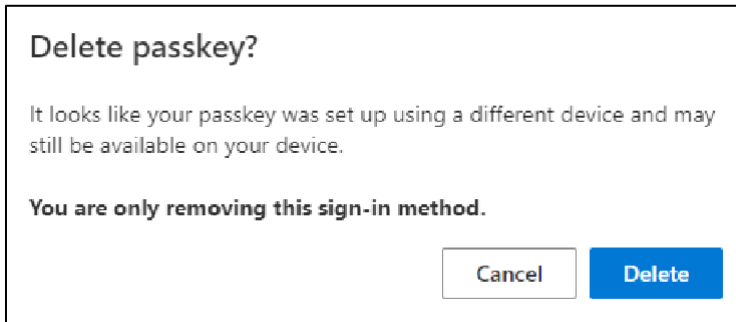 Delete passkey?
It looks like your passkey was set up using a different device and may
still be available on your device.
You are only removing this sign-in method.
Cancel
Delete